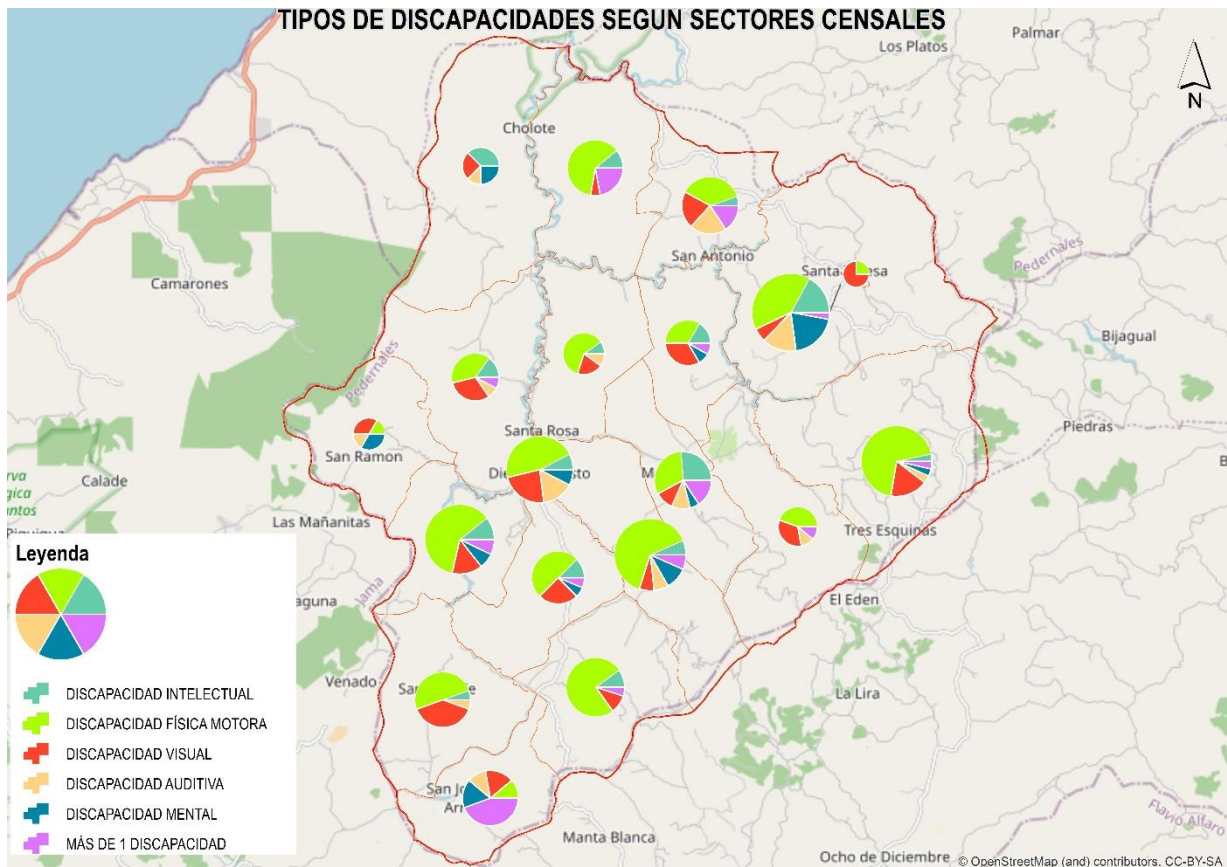 TIPOS DE DISCAPACIDADES SEGUN SECTORES CENSALES
Palmar
Los Platos
N
Cholote
San Antonio
Santa
Pedernales
Camarones
Bijagual
Pedernales
Santa Rosa
Piedras
San Ramon
Calade
Las Mañanitas
Tres Esquinas
Leyenda
Jama
El Eden
Venado
La Lira
DISCAPACIDAD INTELECTUAL
DISCAPACIDAD FÍSICA MOTORA
DISCAPACIDAD VISUAL
DISCAPACIDAD AUDITIVA
DISCAPACIDAD MENTAL
MÁS DE 1 DISCAPACIDAD
San
Manta Blanca
Flavio Alfaro
Ocho de Diciembre
© OpenStreetMap (and) contributors, CC-BY-SA